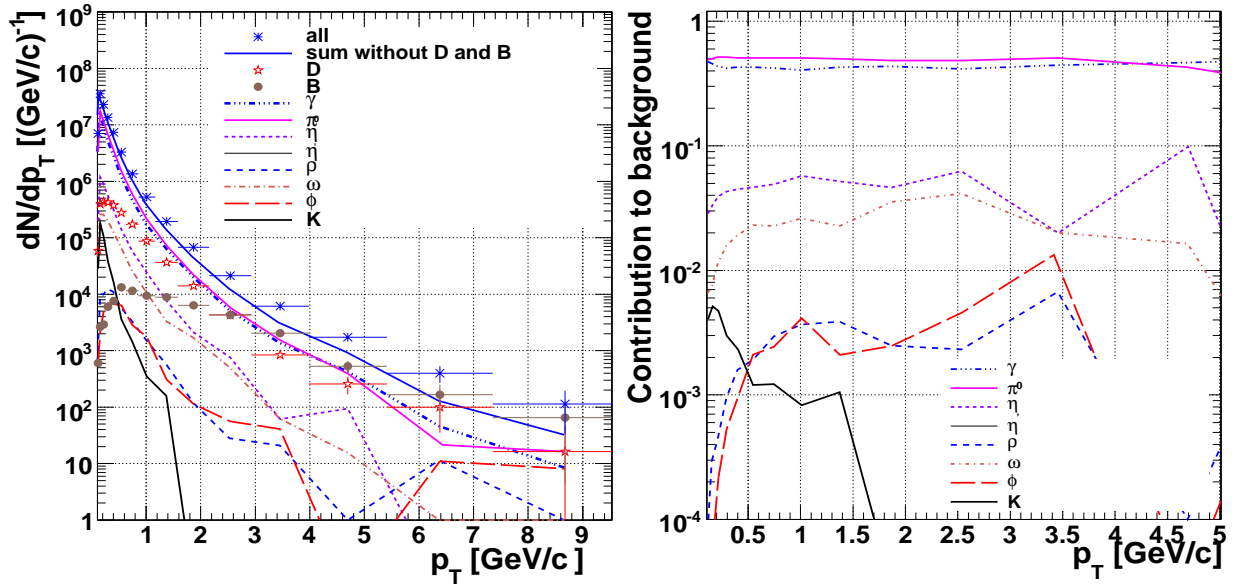 dN/dp_T [(GeV/c)^-1]
10^9
10^8
10^7
10^6
10^5
10^4
10^3
10^2
10
1
all
sum without D and B
D
B
γ
π⁰
η
η
ρ
ω
ϕ
K
1 2 3 4 5 6 7 8 9
p_T [GeV/c]
Contribution to background
1
10^-1
10^-2
10^-3
10^-4
γ
π⁰
η
η
ρ
ω
ϕ
K
0.5 1 1.5 2 2.5 3 3.5 4 4.5 5
p_T [GeV/c]